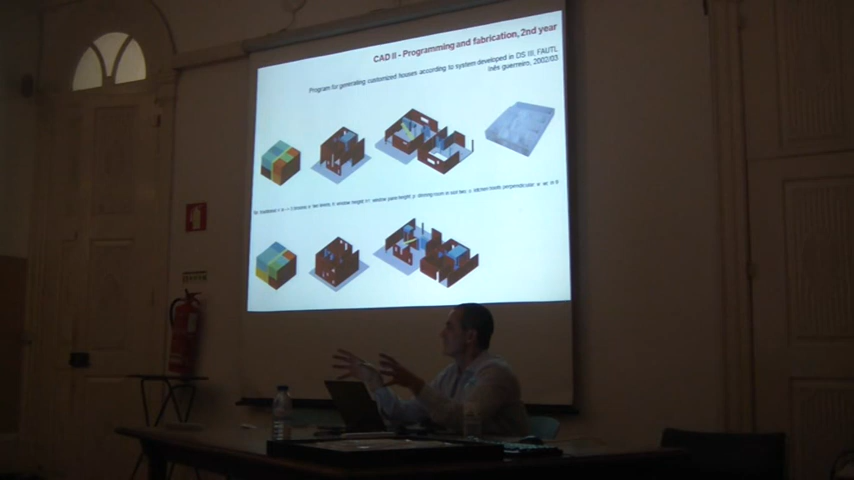 CAD II - Programming and fabrication, 2nd year
Program for generating customized houses according to system developed in DS III, FAUTL
Inês guerreiro, 2002/03